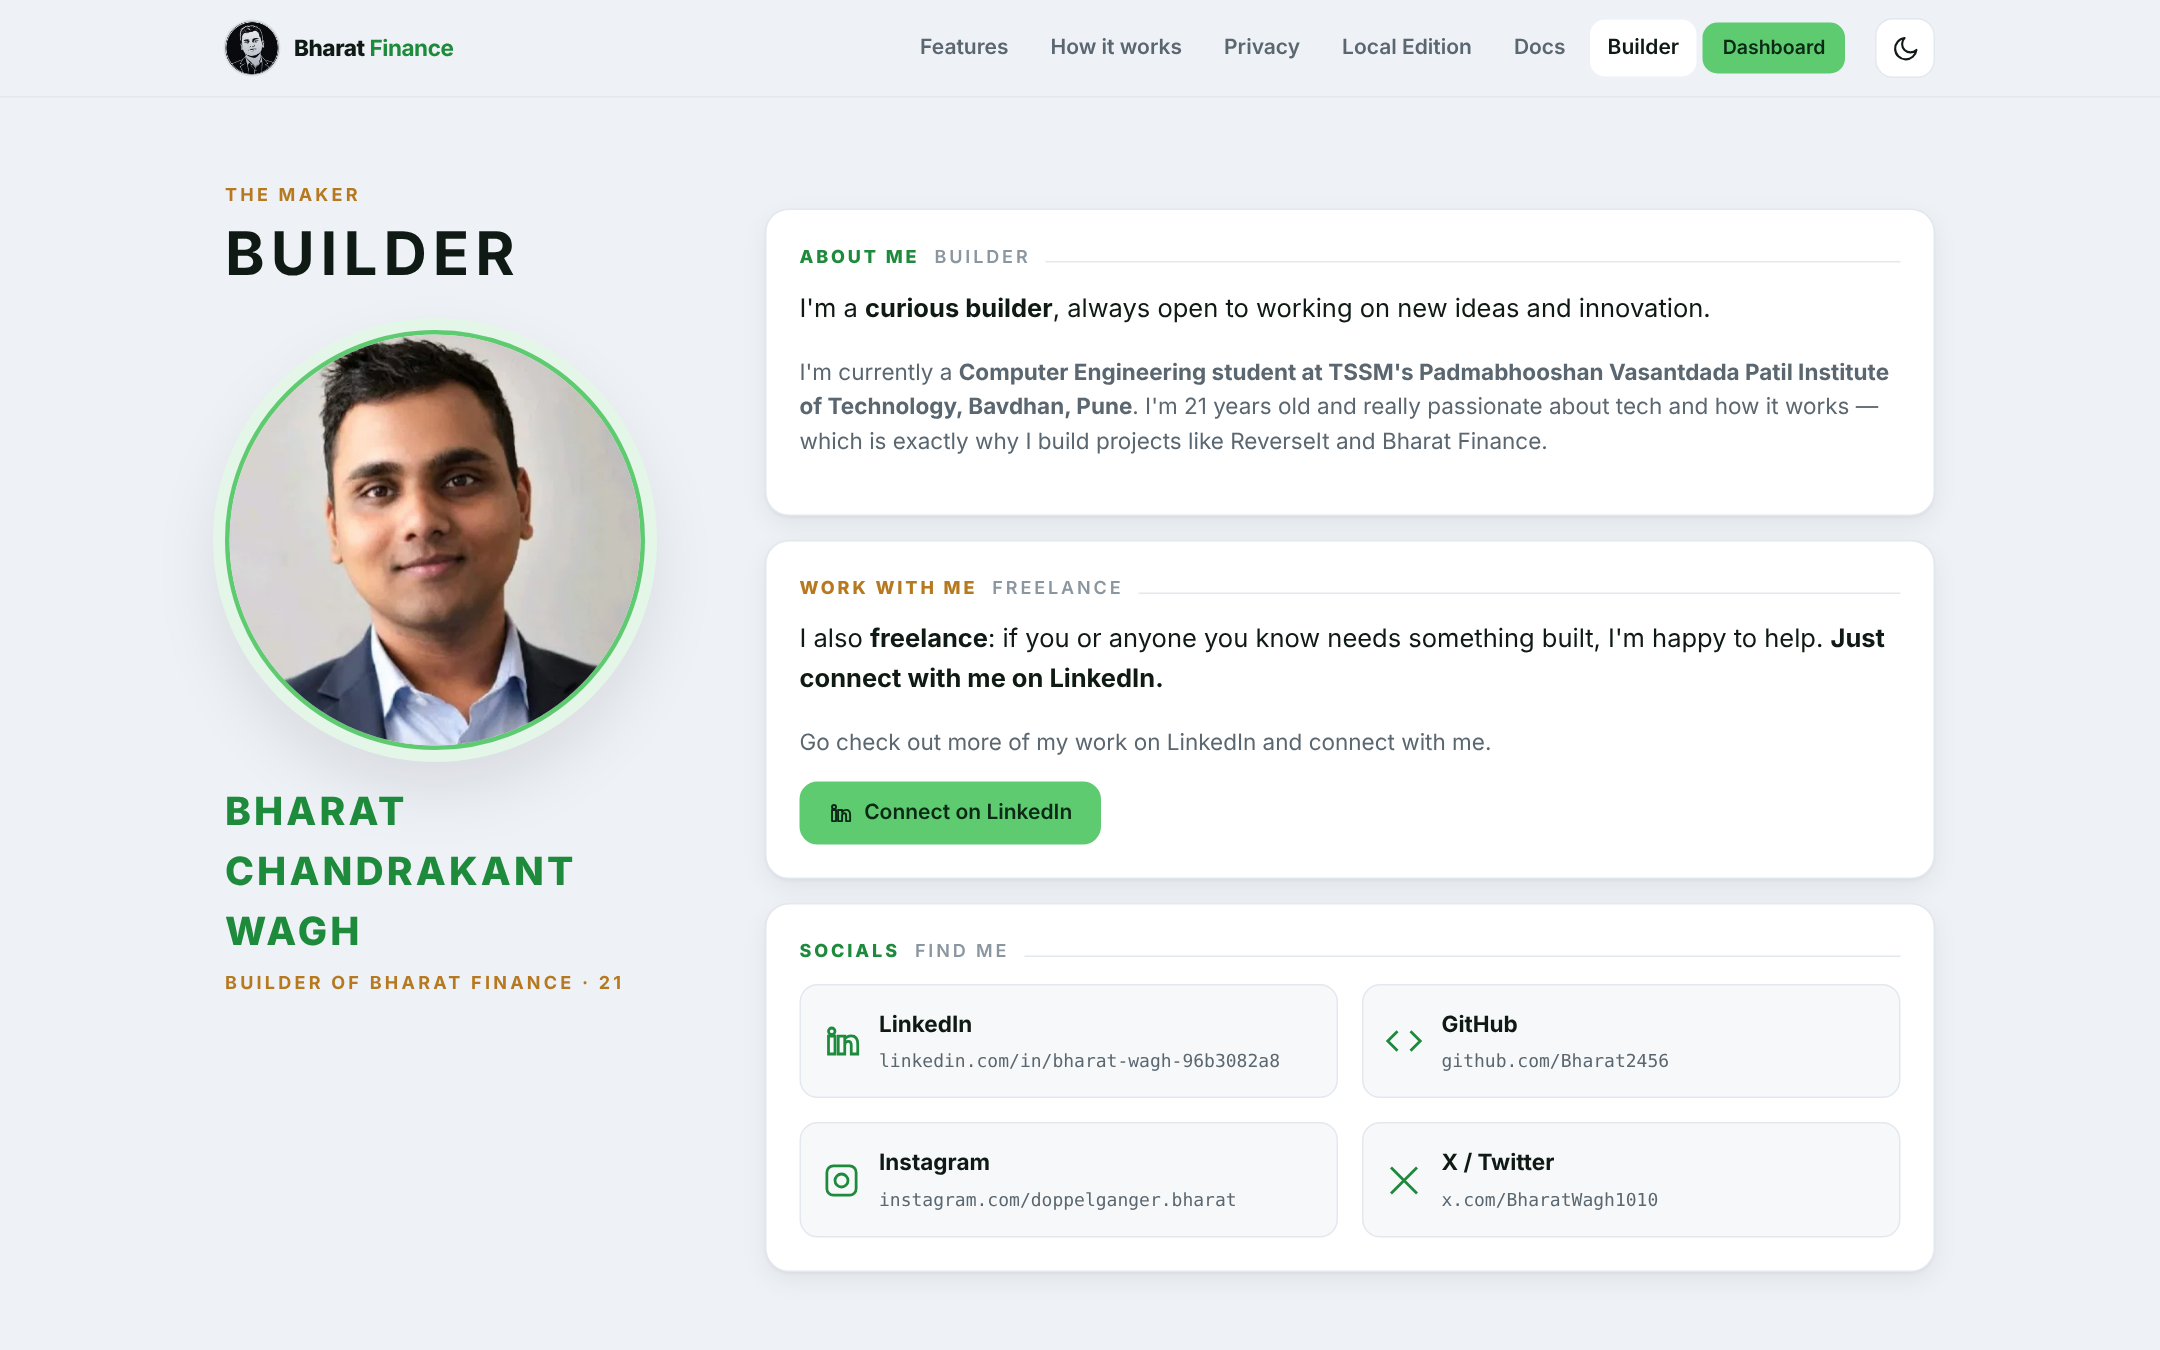 Bharat Finance
Features
How it works
Privacy
Local Edition
Docs
Builder
Dashboard
THE MAKER
BUILDER
BHARAT
CHANDRAKANT
WAGH
BUILDER OF BHARAT FINANCE · 21
ABOUT ME BUILDER
I'm a curious builder, always open to working on new ideas and innovation.
I'm currently a Computer Engineering student at TSSM's Padmabhooshan Vasantdada Patil Institute
of Technology, Bavdhan, Pune. I'm 21 years old and really passionate about tech and how it works —
which is exactly why I build projects like ReverseIt and Bharat Finance.
WORK WITH ME FREELANCE
I also freelance: if you or anyone you know needs something built, I'm happy to help. Just
connect with me on LinkedIn.
Go check out more of my work on LinkedIn and connect with me.
Connect on LinkedIn
SOCIALS FIND ME
LinkedIn
linkedin.com/in/bharat-wagh-96b3082a8
GitHub
github.com/Bharat2456
Instagram
instagram.com/doppelganger.bharat
X / Twitter
x.com/BharatWagh1010